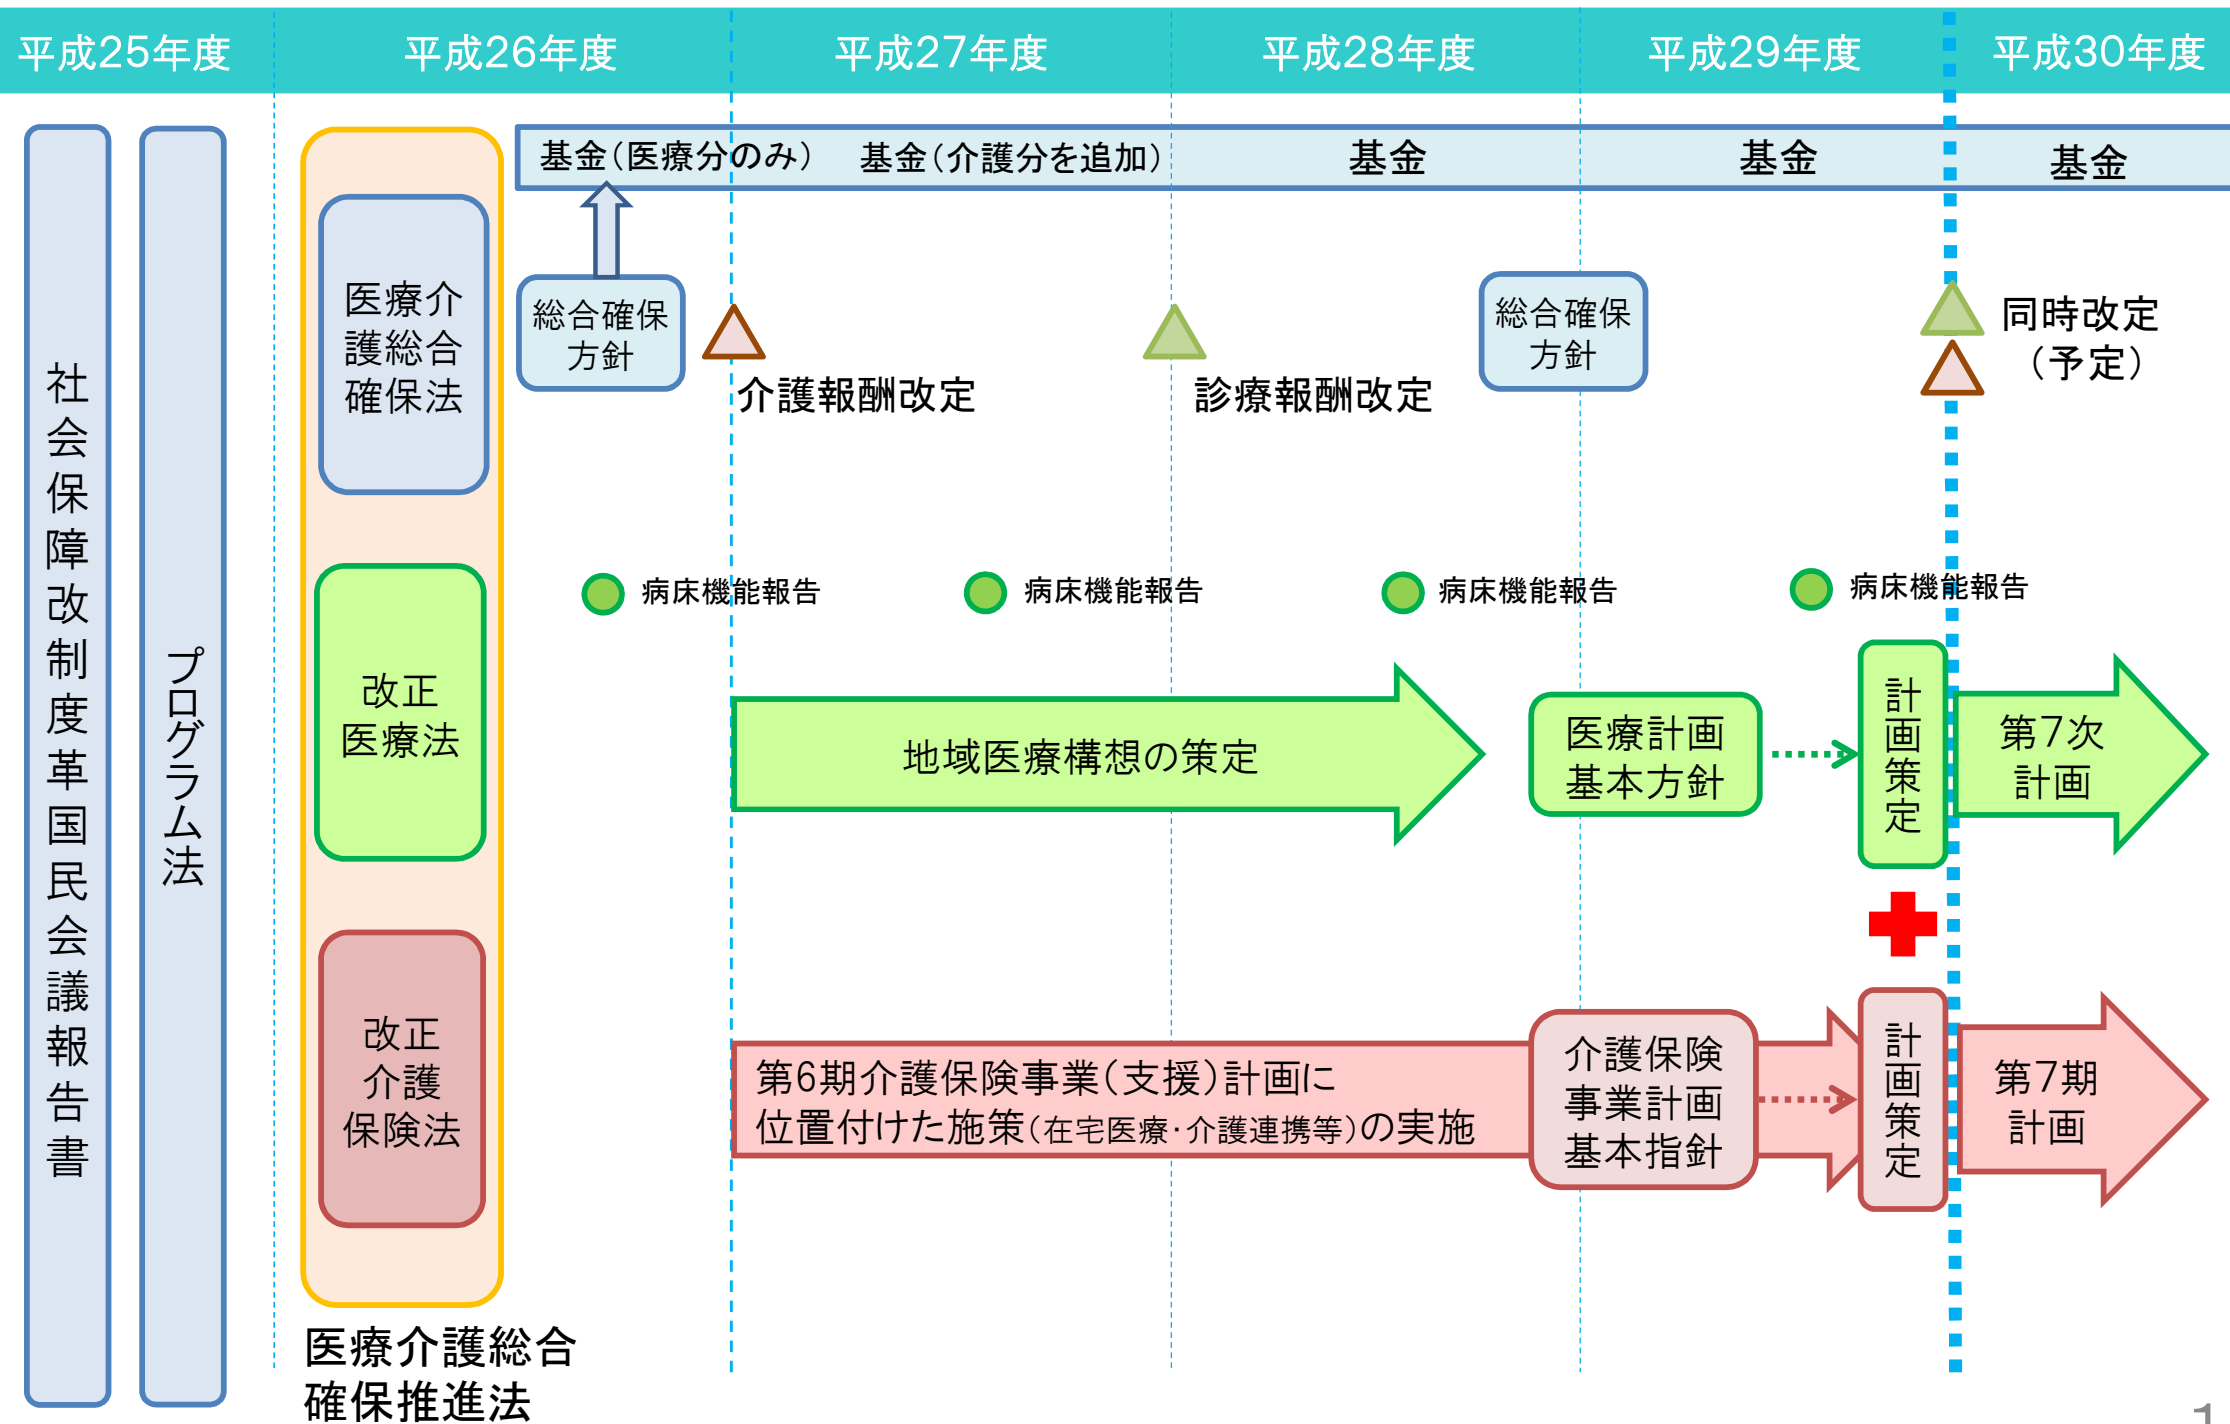 平成25年度
平成26年度
平成27年度
平成28年度
平成29年度
平成30年度
社会保障改制度革国民会議報告書
プログラム法
基金（医療分のみ）
基金（介護分を追加）
基金
基金
基金
医療介
護総合
確保法
総合確保
方針
介護報酬改定
診療報酬改定
総合確保
方針
同時改定
（予定）
病床機能報告
病床機能報告
病床機能報告
病床機能報告
改正
医療法
地域医療構想の策定
医療計画
基本方針
計画策定
第7次
計画
改正
介護
保険法
第6期介護保険事業（支援）計画に
位置付けた施策（在宅医療・介護連携等）の実施
介護保険
事業計画
基本指針
計画策定
第7期
計画
医療介護総合
確保推進法
1